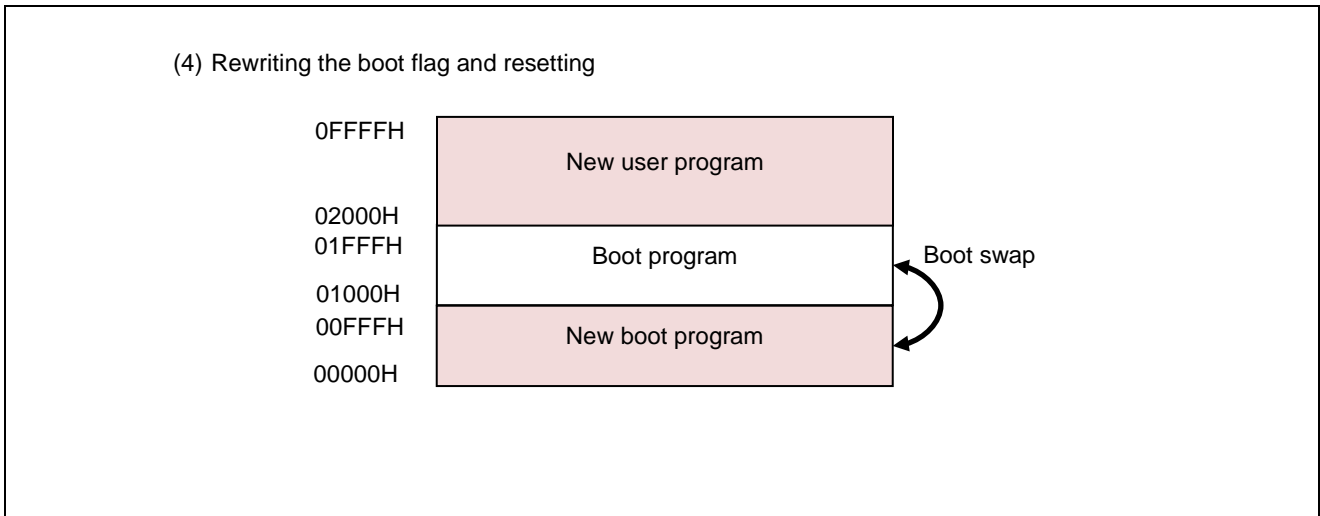 (4) Rewriting the boot flag and resetting
0FFFFH
New user program
02000H
01FFFH
Boot program
Boot swap
01000H
00FFFH
New boot program
00000H